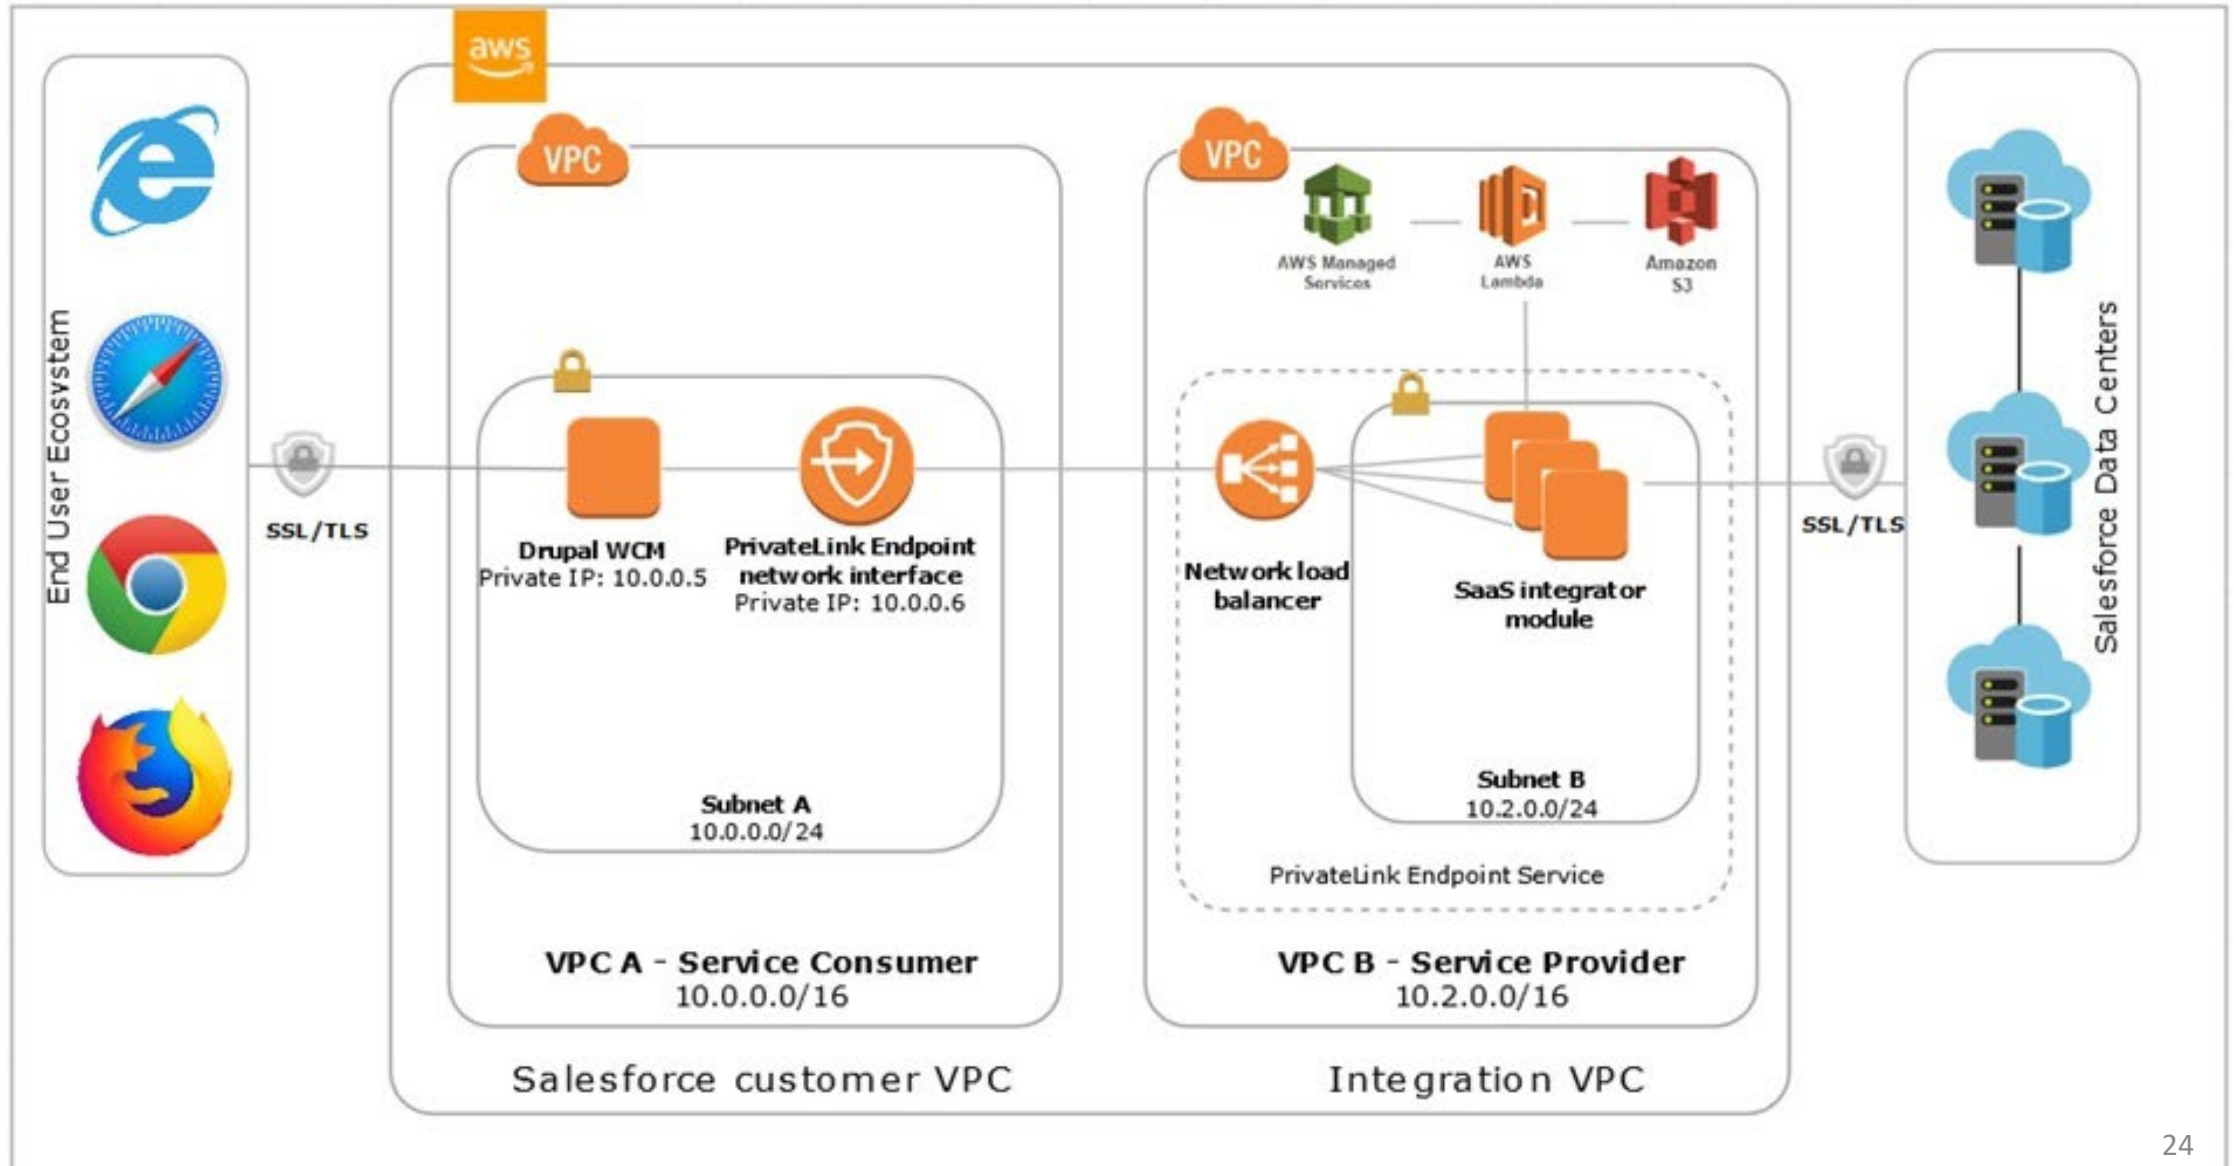 aws
VPC
VPC
AWS Managed
Services
AWS
Lambda
Amazon
S3
End User Ecosystem
SSL/TLS
Drupal WCM
Private IP: 10.0.0.5
PrivateLink Endpoint
network interface
Private IP: 10.0.0.6
Network load
balancer
SaaS integrator
module
SSL/TLS
Salesforce Data Centers
Subnet A
10.0.0.0/24
Subnet B
10.2.0.0/24
PrivateLink Endpoint Service
VPC A - Service Consumer
10.0.0.0/16
VPC B - Service Provider
10.2.0.0/16
Salesforce customer VPC
Integration VPC
24